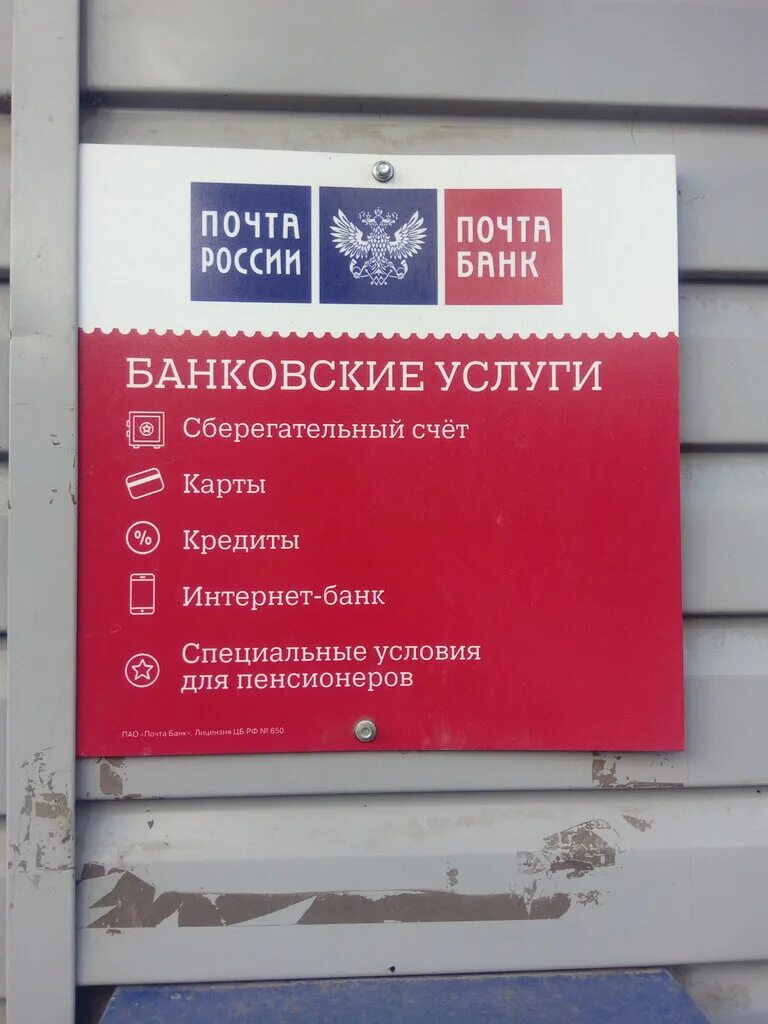 ПОЧТА
РОССИИ
ПОЧТА
БАНК
БАНКОВСКИЕ УСЛУГИ
Сберегательный счёт
Карты
%
Кредиты
Интернет-банк
Специальные условия
для пенсионеров
ПАО «Почта Банк». Лицензия ЦБ РФ № 650